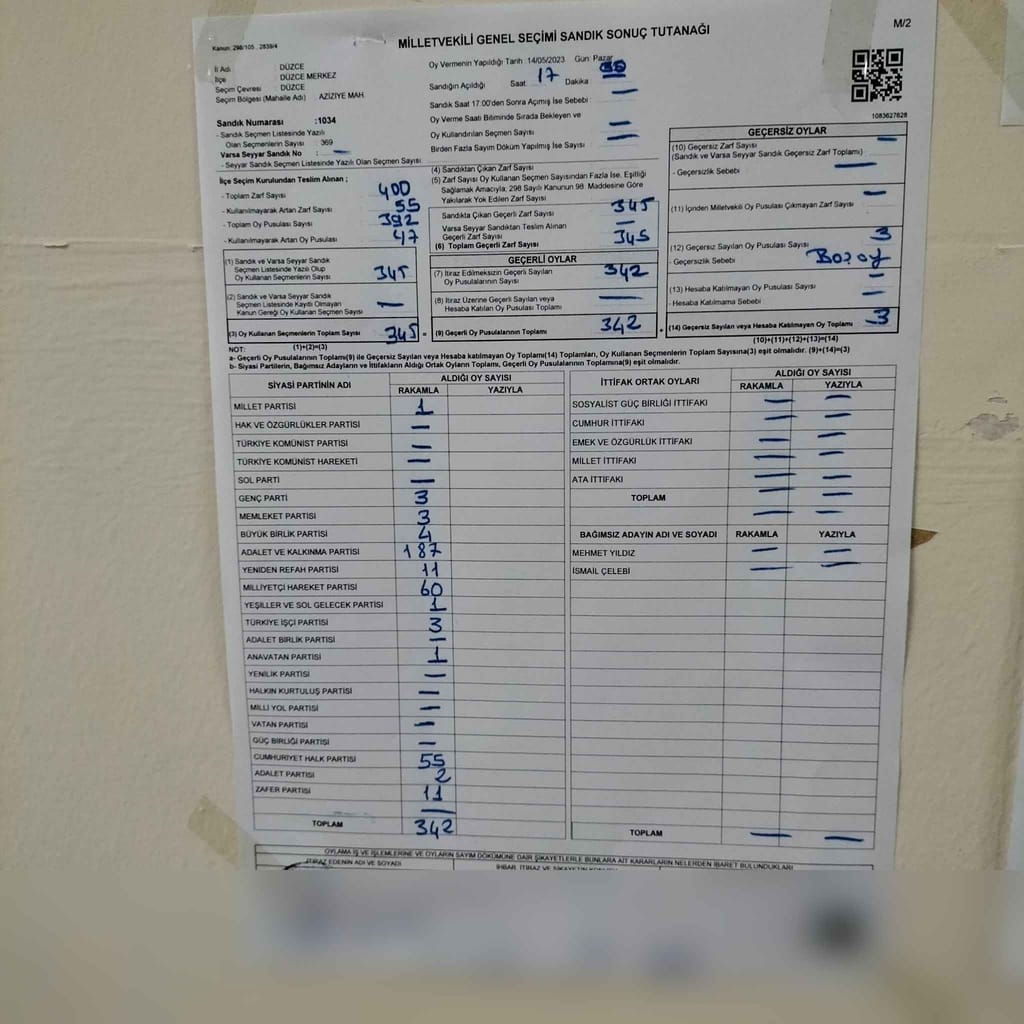 M/2
Kanun: 298/105 , 2839/4
MİLLETVEKİLİ GENEL SEÇİMİ SANDIK SONUÇ TUTANAĞI
İl Adı DÜZCE
İlçe DÜZCE MERKEZ
Seçim Çevresi : DÜZCE
Seçim Bölgesi (Mahalle Adı) : AZIZIYE MAH.
Sandık Numarası :1034
- Sandık Seçmen Listesinde Yazılı
Olan Seçmenlerin Sayısı : 369
Varsa Seyyar Sandık No : —
- Seyyar Sandık Seçmen Listesinde Yazılı Olan Seçmen Sayısı:
Oy Vermenin Yapıldığı Tarih :14/05/2023 Gün: Pazar
Sandığın Açıldığı Saat : 17 Dakika :
Sandık Saat 17:00'den Sonra Açımış İse Sebebi : —
Oy Verme Saati Bitiminde Sırada Bekleyen ve
Oy Kullandırılan Seçmen Sayısı —
Birden Fazla Sayım Döküm Yapılmış İse Sayısı : —
1083627828
İlçe Seçim Kurulundan Teslim Alınan ;
- Toplam Zarf Sayısı 400
- Kullanılmayarak Artan Zarf Sayısı 55
- Toplam Oy Pusulası Sayısı 392
- Kullanılmayarak Artan Oy Pusulası 47
(1) Sandık ve Varsa Seyyar Sandık
Seçmen Listesinde Yazılı Olup
Oy Kullanan Seçmenlerin Sayısı 345
(2) Sandık ve Varsa Seyyar Sandık
Seçmen Listesinde Kayıtlı Olmayan
Kanun Gereği Oy Kullanan Seçmen Sayısı —
(3) Oy Kullanan Seçmenlerin Toplam Sayısı 345 =
(1)+(2)=(3)
(4) Sandıktan Çıkan Zarf Sayısı
(5) Zarf Sayısı Oy Kullanan Seçmen Sayısından Fazla İse, Eşitliği
Sağlamak Amacıyla; 298 Sayılı Kanunun 98. Maddesine Göre
Yakılarak Yok Edilen Zarf Sayısı
Sandıkta Çıkan Geçerli Zarf Sayısı 345
Varsa Seyyar Sandıktan Teslim Alınan
Geçerli Zarf Sayısı —
(6) Toplam Geçerli Zarf Sayısı 345
GEÇERLİ OYLAR
(7) İtiraz Edilmeksizin Geçerli Sayılan
Oy Pusulalarının Sayısı 342
(8) İtiraz Üzerine Geçerli Sayılan veya
Hesaba Katılan Oy Pusulası Toplamı —
(9) Geçerli Oy Pusulalarının Toplamı 342 +
GEÇERSİZ OYLAR
(10) Geçersiz Zarf Sayısı
(Sandık ve Varsa Seyyar Sandık Geçersiz Zarf Toplamı) —
- Geçersizlik Sebebi —
(11) İçinden Milletvekili Oy Pusulası Çıkmayan Zarf Sayısı —
(12) Geçersiz Sayılan Oy Pusulası Sayısı 3
- Geçersizlik Sebebi
(13) Hesaba Katılmayan Oy Pusulası Sayısı —
- Hesaba Katılmama Sebebi —
(14) Geçersiz Sayılan veya Hesaba Katılmayan Oy Toplamı 3
(10)+(11)+(12)+(13)=(14)
NOT:
a- Geçerli Oy Pusulalarının Toplamı(9) ile Geçersiz Sayılan veya Hesaba katılmayan Oy Toplamı(14) Toplamları, Oy Kullanan Seçmenlerin Toplam Sayısına(3) eşit olmalıdır. (9)+(14)=(3)
b- Siyasi Partilerin, Bağımsız Adayların ve İttifakların Aldığı Ortak Oyların Toplamı, Geçerli Oy Pusulalarının Toplamına(9) eşit olmalıdır.
SİYASİ PARTİNİN ADI ALDIĞI OY SAYISI
RAKAMLA YAZIYLA
MİLLET PARTİSİ 1
HAK VE ÖZGÜRLÜKLER PARTİSİ —
TÜRKİYE KOMÜNİST PARTİSİ —
TÜRKİYE KOMÜNİST HAREKETİ —
SOL PARTİ —
GENÇ PARTİ 3
MEMLEKET PARTİSİ 3
BÜYÜK BİRLİK PARTİSİ 4
ADALET VE KALKINMA PARTİSİ 187
YENİDEN REFAH PARTİSİ 11
MİLLİYETÇİ HAREKET PARTİSİ 60
YEŞİLLER VE SOL GELECEK PARTİSİ 1
TÜRKİYE İŞÇİ PARTİSİ 3
ADALET BİRLİK PARTİSİ —
ANAVATAN PARTİSİ 1
YENİLİK PARTİSİ —
HALKIN KURTULUŞ PARTİSİ —
MİLLİ YOL PARTİSİ —
VATAN PARTİSİ —
GÜÇ BİRLİĞİ PARTİSİ —
CUMHURİYET HALK PARTİSİ 55
ADALET PARTİSİ 2
ZAFER PARTİSİ 11
—
TOPLAM 342
İTTİFAK ORTAK OYLARI ALDIĞI OY SAYISI
RAKAMLA YAZIYLA
SOSYALİST GÜÇ BİRLİĞİ İTTİFAKI — —
CUMHUR İTTİFAKI — —
EMEK VE ÖZGÜRLÜK İTTİFAKI — —
MİLLET İTTİFAKI — —
ATA İTTİFAKI — —
TOPLAM — —
— —
BAĞIMSIZ ADAYIN ADI VE SOYADI RAKAMLA YAZIYLA
MEHMET YILDIZ — —
İSMAİL ÇELEBİ — —
TOPLAM — —
OYLAMA İŞ VE İŞLEMLERİNE VE OYLARIN SAYIM DÖKÜMÜNE DAİR ŞİKAYETLERLE BUNLARA AİT KARARLARIN NELERDEN İBARET BULUNDUKLARI
İTİRAZ EDENİN ADI VE SOYADI